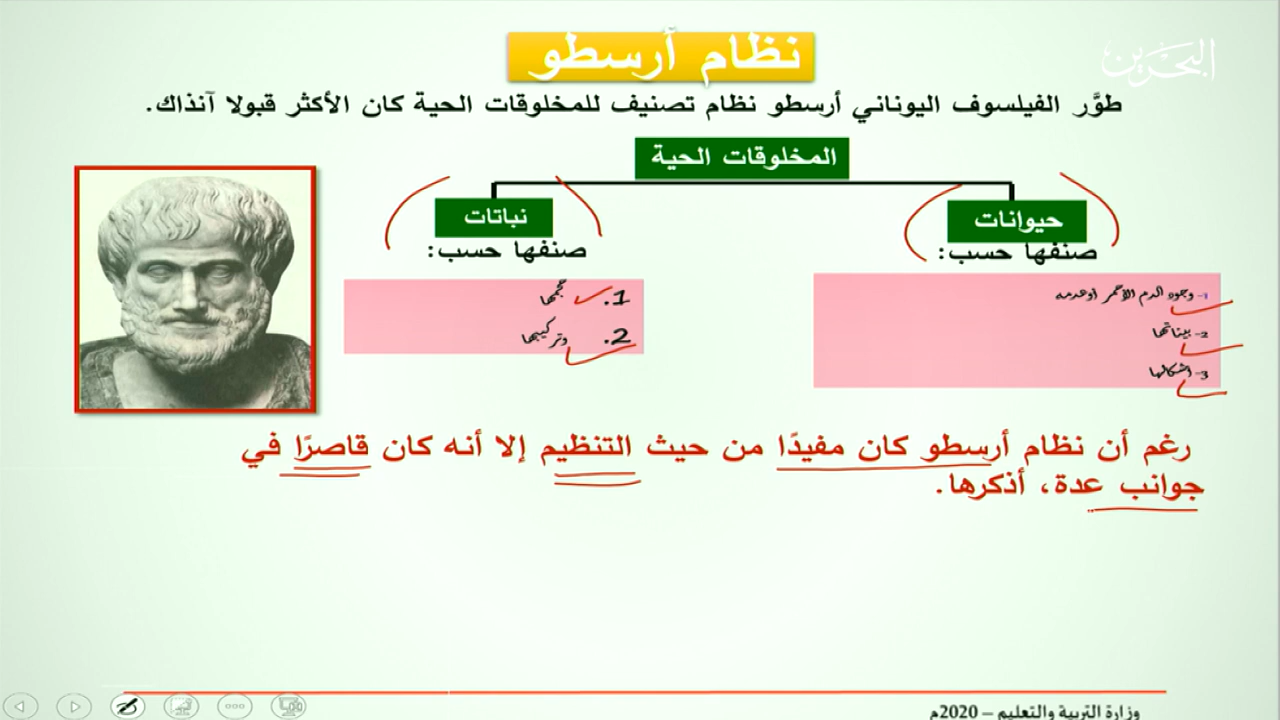 نظام أرسطو
البحرين
طوَّر الفيلسوف اليوناني أرسطو نظام تصنيف للمخلوقات الحية كان الأكثر قبولا آنذاك.
المخلوقات الحية
حيوانات
صنفها حسب:
1- وجود الدم الأحمر أو عدمه
2- بيئاتها
3- أشكالها
نباتات
صنفها حسب:
1. حجمها
2. وتركيبها
رغم أن نظام أرسطو كان مفيدًا من حيث التنظيم إلا أنه كان قاصرًا في
جوانب عدة، أذكرها.
وزارة التربية والتعليم – 2020م